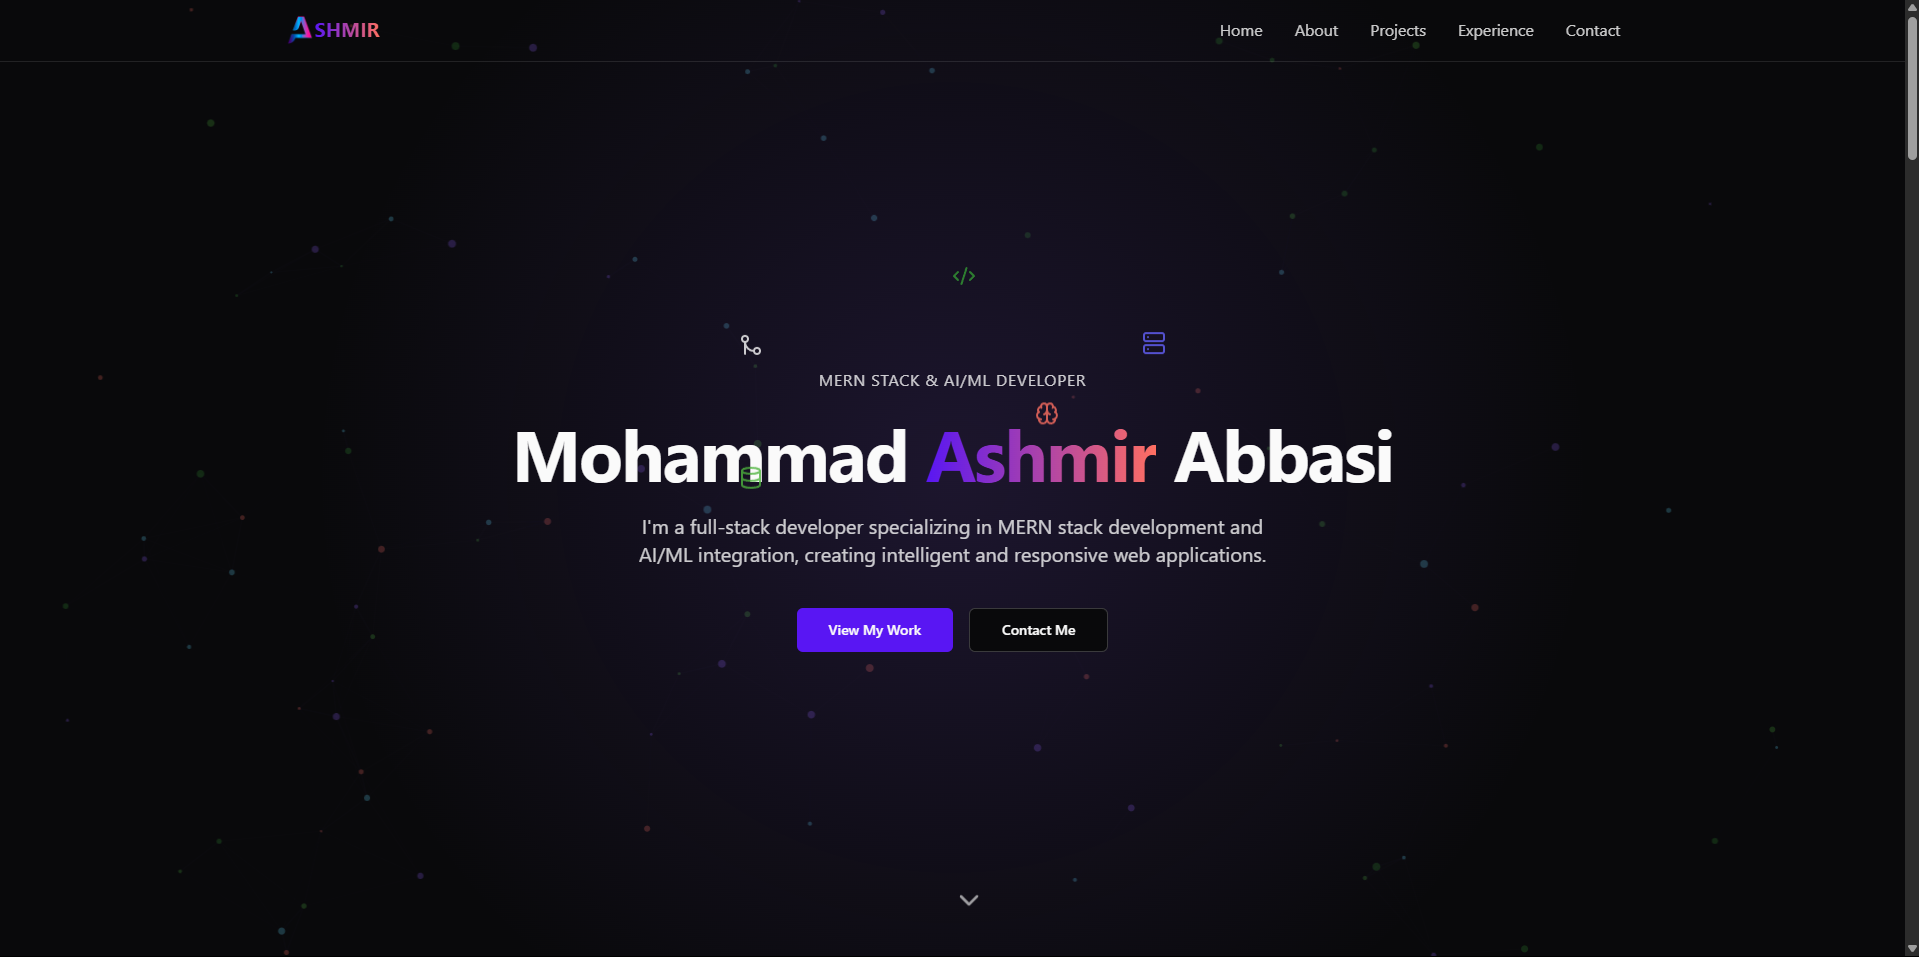 ASHMIR
Home About Projects Experience Contact
MERN STACK & AI/ML DEVELOPER
Mohammad Ashmir Abbasi
I'm a full-stack developer specializing in MERN stack development and
AI/ML integration, creating intelligent and responsive web applications.
View My Work Contact Me